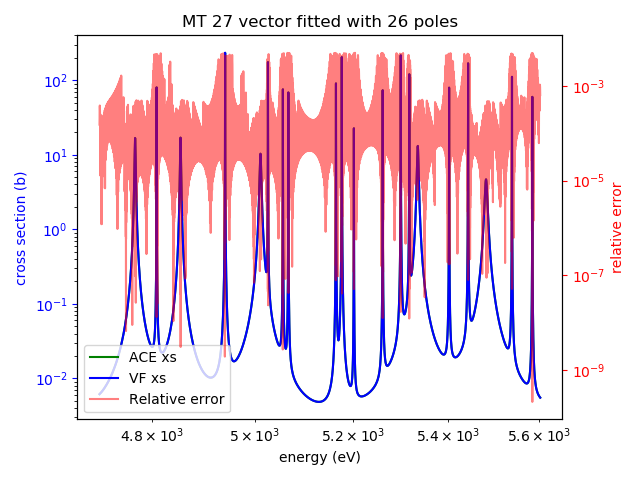 MT 27 vector fitted with 26 poles
cross section (b)
10²
10¹
10⁰
10⁻¹
10⁻²
10⁻³
10⁻⁵
10⁻⁷
10⁻⁹
relative error
ACE xs
VF xs
Relative error
4.8 × 10³ 5 × 10³ 5.2 × 10³ 5.4 × 10³ 5.6 × 10³
energy (eV)